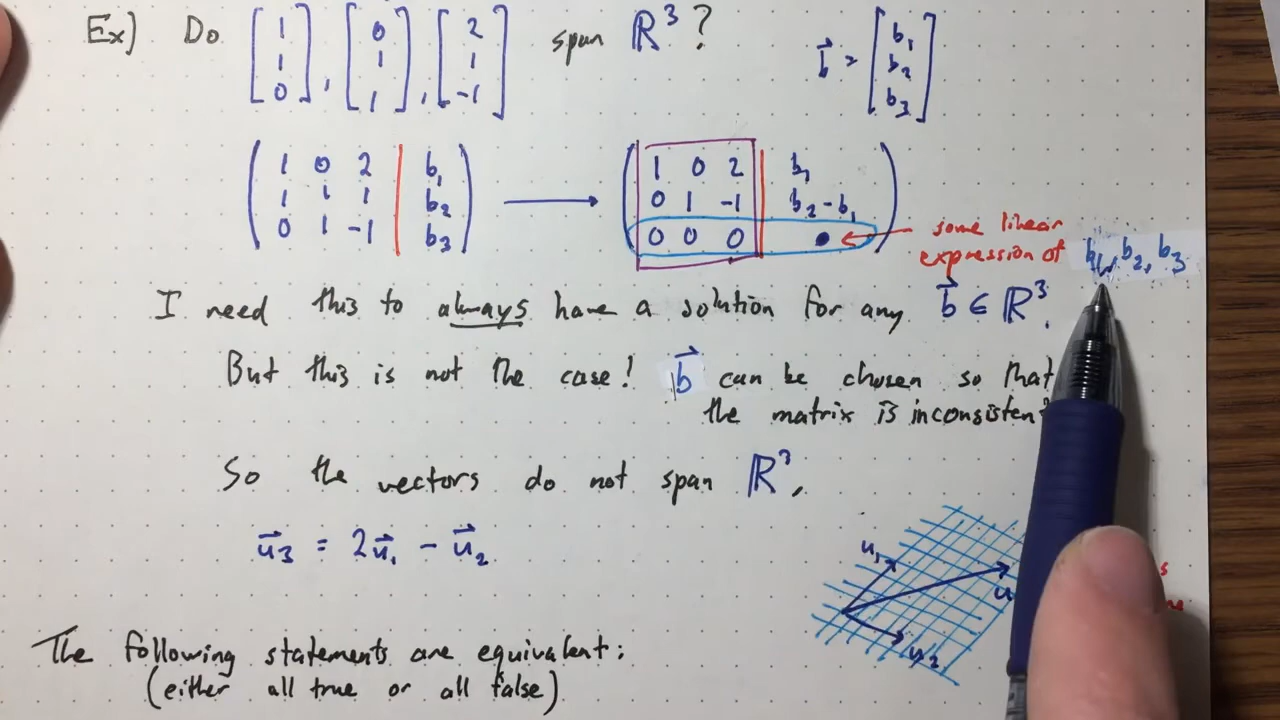 Ex) Do [1 1 0], [0 1 1], [2 1 -1] span ℝ³? b⃗ = [b₁ b₂ b₃]
( 1 0 2 | b₁ ) → ( 1 0 2 | b₁ )
( 1 1 1 | b₂ ) ( 0 1 -1 | b₂ - b₁ )
( 0 1 -1 | b₃ ) ( 0 0 0 | • ) ← some linear
expression of b₁, b₂, b₃
I need this to always have a solution for any b⃗ ∈ ℝ³.
But this is not the case! b⃗ can be chosen so that
the matrix is inconsistent
So the vectors do not span ℝ³.
u⃗₃ = 2u⃗₁ - u⃗₂
u₁
u
u₂
The following statements are equivalent:
(either all true or all false)